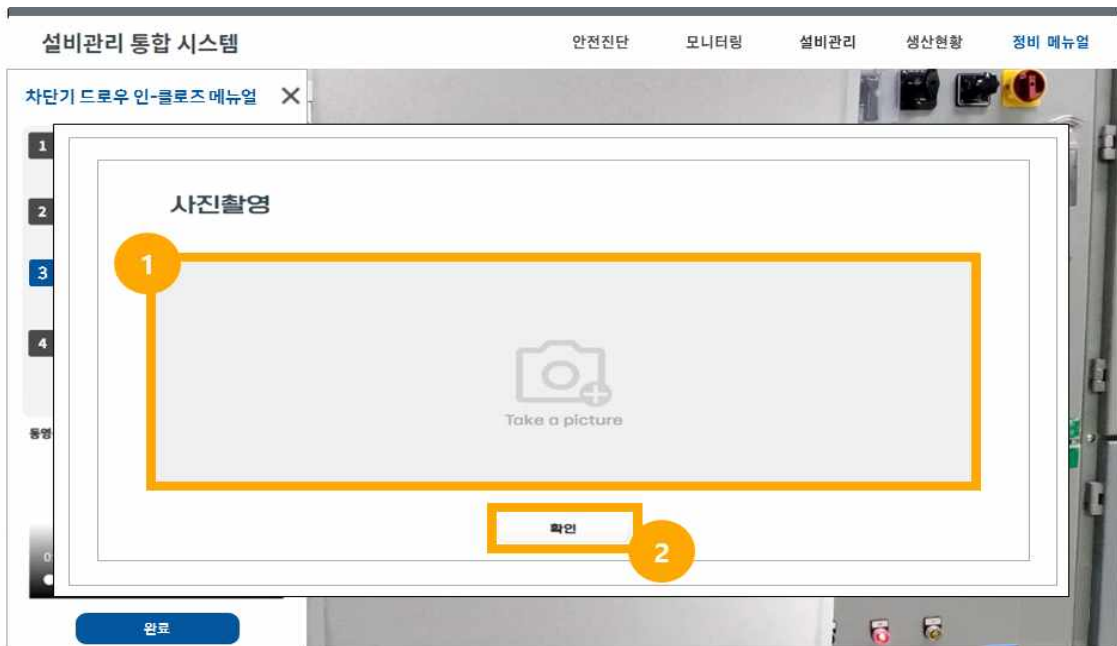 설비관리 통합 시스템
안전진단 모니터링 설비관리 생산현황 정비 메뉴얼
차단기 드로우 인-클로즈 메뉴얼
1
2
3
4
사진촬영
1
Take a picture
동영
확인
2
0
완료